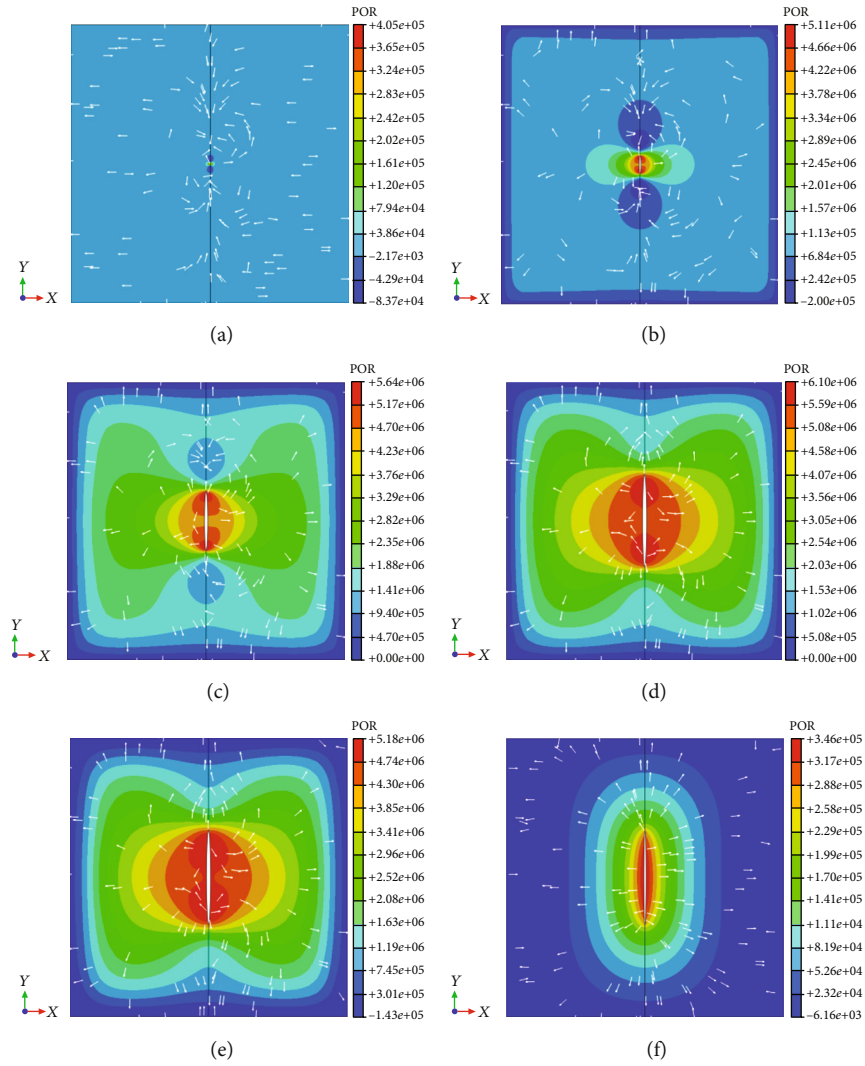 POR
+4.05e+05
+3.65e+05
+3.24e+05
+2.83e+05
+2.42e+05
+2.02e+05
+1.61e+05
+1.20e+05
+7.94e+04
+3.86e+04
-2.17e+03
-4.29e+04
-8.37e+04
Y
X
(a)
POR
+5.11e+06
+4.66e+06
+4.22e+06
+3.78e+06
+3.34e+06
+2.89e+06
+2.45e+06
+2.01e+06
+1.57e+06
+1.13e+06
+6.84e+05
+2.42e+05
-2.00e+05
Y
X
(b)
POR
+5.64e+06
+5.17e+06
+4.70e+06
+4.23e+06
+3.76e+06
+3.29e+06
+2.82e+06
+2.35e+06
+1.88e+06
+1.41e+06
+9.40e+05
+4.70e+05
+0.00e+00
Y
X
(c)
POR
+6.10e+06
+5.59e+06
+5.08e+06
+4.58e+06
+4.07e+06
+3.56e+06
+3.05e+06
+2.54e+06
+2.03e+06
+1.53e+06
+1.02e+06
+5.08e+05
+0.00e+00
Y
X
(d)
POR
+5.18e+06
+4.74e+06
+4.30e+06
+3.85e+06
+3.41e+06
+2.96e+06
+2.52e+06
+2.08e+06
+1.63e+06
+1.19e+06
+7.45e+05
+3.01e+05
-1.43e+05
Y
X
(e)
POR
+3.46e+05
+3.17e+05
+2.88e+05
+2.58e+05
+2.29e+05
+1.99e+05
+1.70e+05
+1.41e+05
+1.11e+04
+8.19e+04
+5.26e+04
+2.32e+04
-6.16e+03
Y
X
(f)